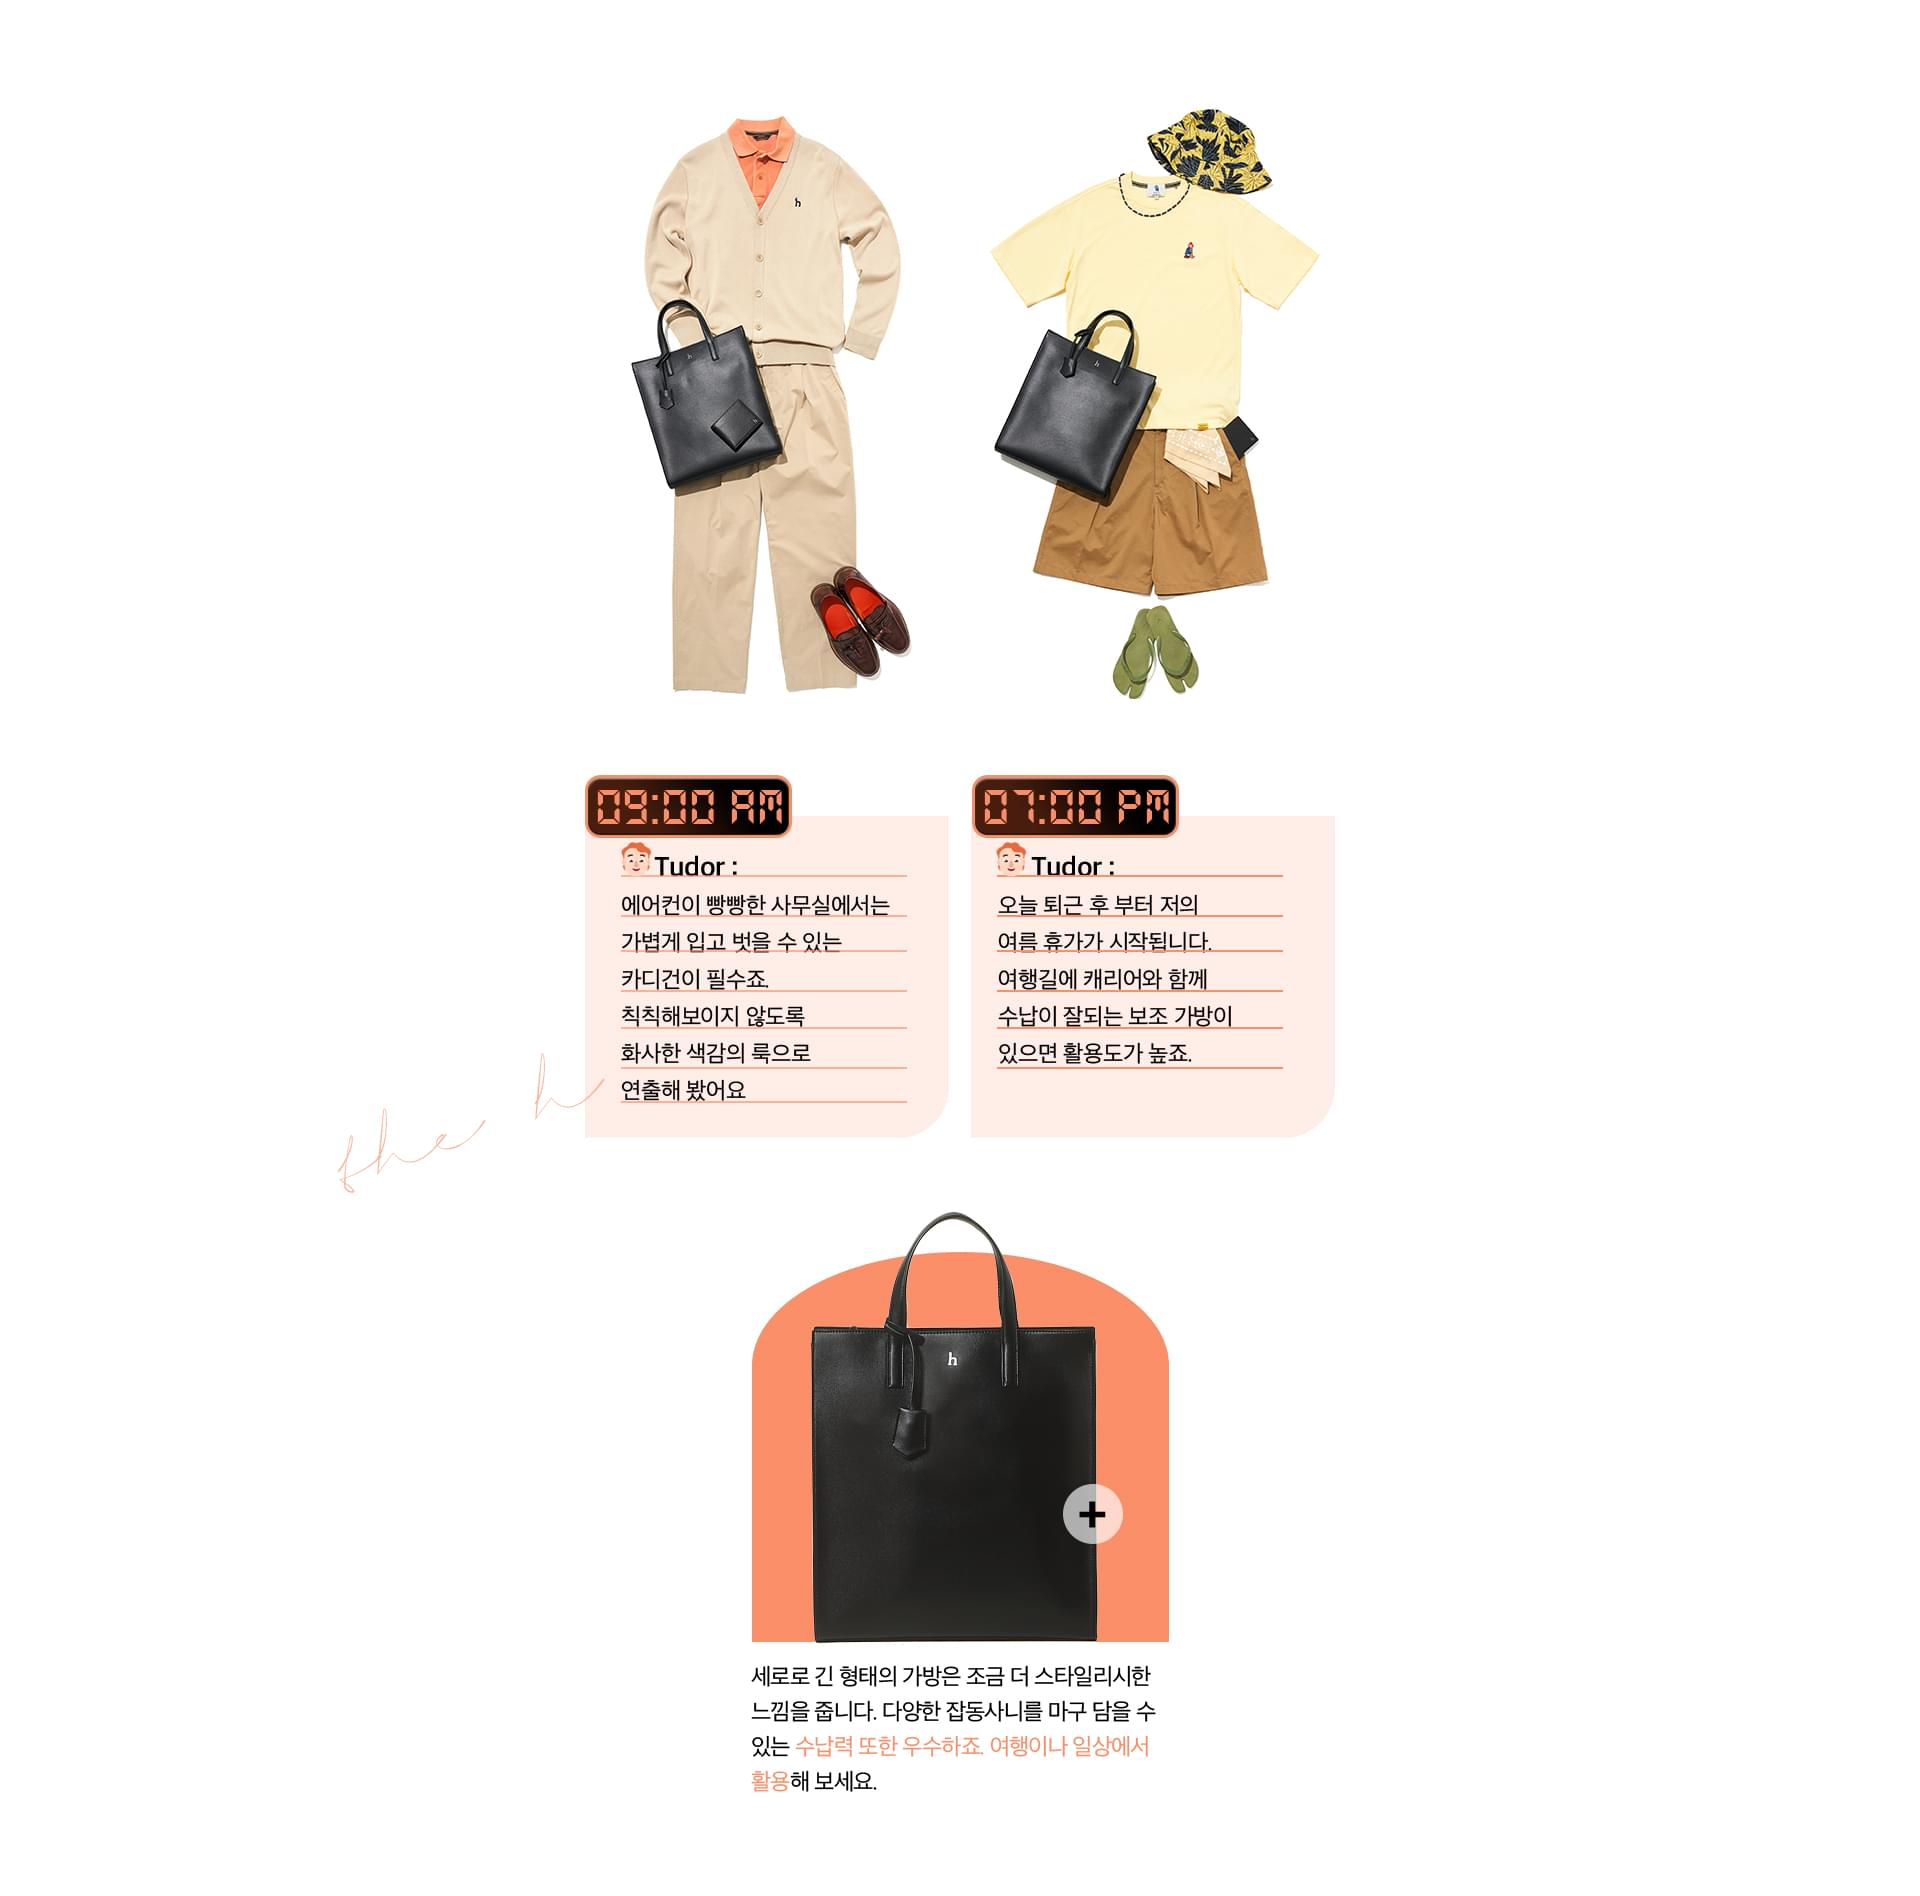 h
h
h
09:00 AM
Tudor :
에어컨이 빵빵한 사무실에서는
가볍게 입고 벗을 수 있는
카디건이 필수죠.
칙칙해보이지 않도록
화사한 색감의 룩으로
연출해 봤어요
07:00 PM
Tudor :
오늘 퇴근 후 부터 저의
여름 휴가가 시작됩니다.
여행길에 캐리어와 함께
수납이 잘되는 보조 가방이
있으면 활용도가 높죠.
the h
h
+
세로로 긴 형태의 가방은 조금 더 스타일리시한
느낌을 줍니다. 다양한 잡동사니를 마구 담을 수
있는 수납력 또한 우수하죠. 여행이나 일상에서
활용해 보세요.